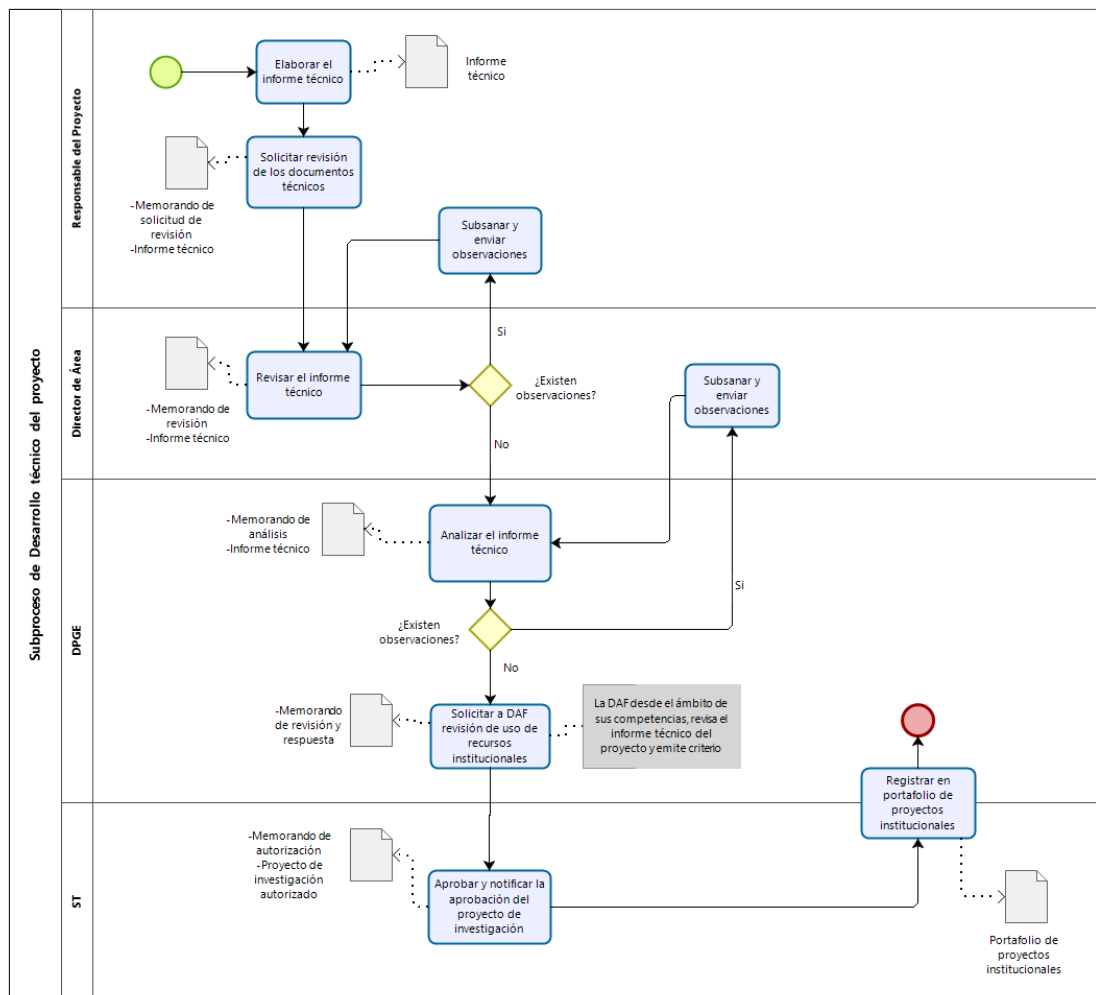 Subproceso de Desarrollo técnico del proyecto
Responsable del Proyecto
Elaborar el
informe técnico
Informe
técnico
Solicitar revisión
de los documentos
técnicos
-Memorando de
solicitud de
revisión
-Informe técnico
Subsanar y
enviar
observaciones
Director de Área
Si
Revisar el informe
técnico
-Memorando de
revisión
-Informe técnico
¿Existen
observaciones?
Subsanar y
enviar
observaciones
No
DPGE
-Memorando de
análisis
-Informe técnico
Analizar el informe
técnico
Si
¿Existen
observaciones?
No
-Memorando
de revisión y
respuesta
Solicitar a DAF
revisión de uso de
recursos
institucionales
La DAF desde el ámbito de
sus competencias, revisa el
informe técnico del
proyecto y emite criterio
Registrar en
portafolio de
proyectos
institucionales
ST
-Memorando de
autorización
-Proyecto de
investigación
autorizado
Aprobar y notificar la
aprobación del
proyecto de
investigación
Portafolio de
proyectos
institucionales